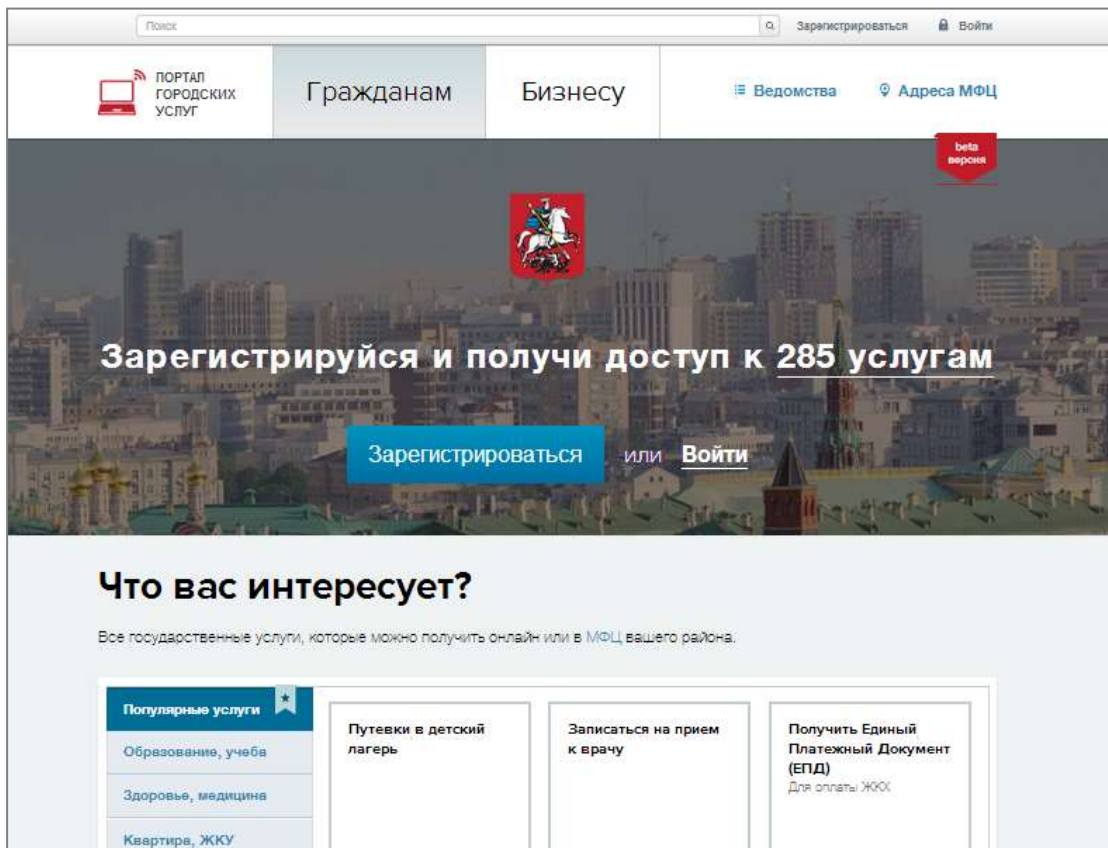 Поиск
Зарегистрироваться
Войти
ПОРТАЛ
ГОРОДСКИХ
УСЛУГ
Гражданам
Бизнесу
Ведомства
Адреса МФЦ
beta
версия
Зарегистрируйся и получи доступ к 285 услугам
Зарегистрироваться или Войти
Что вас интересует?
Все государственные услуги, которые можно получить онлайн или в МФЦ вашего района.
Популярные услуги
Образование, учеба
Здоровье, медицина
Квартира, ЖКУ
Путевки в детский
лагерь
Записаться на прием
к врачу
Получить Единый
Платежный Документ
(ЕПД)
Для оплаты ЖКХ